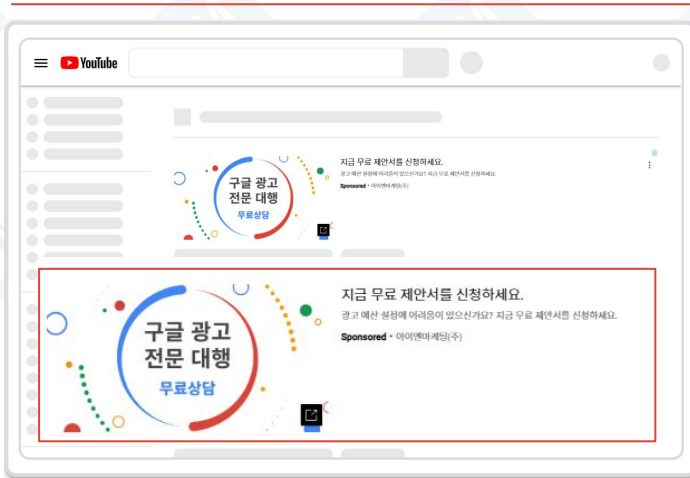 YouTube
구글 광고
전문 대행
무료상담
지금 무료 제안서를 신청하세요.
광고 예산 설정에 어려움이 있으신가요? 지금 무료 제안서를 신청하세요.
Sponsored · 아이엔마케팅(주)
구글 광고
전문 대행
무료상담
지금 무료 제안서를 신청하세요.
광고 예산 설정에 어려움이 있으신가요? 지금 무료 제안서를 신청하세요.
Sponsored · 아이엔마케팅(주)